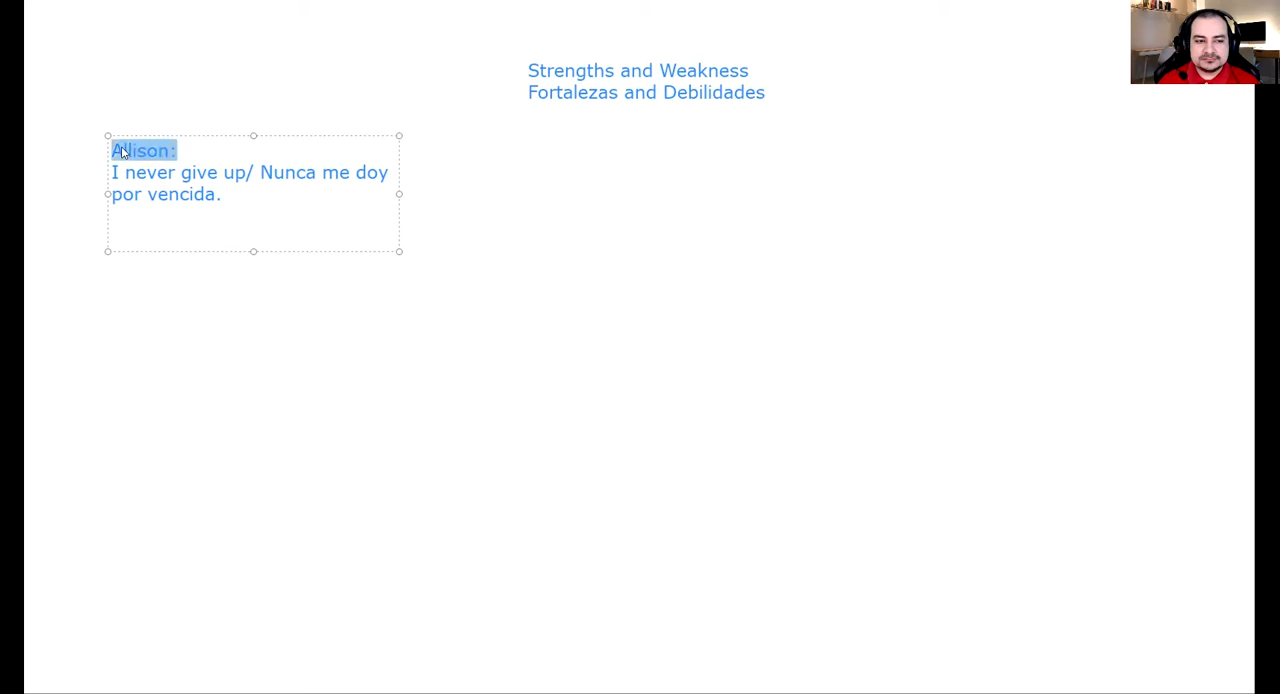 Strengths and Weakness
Fortalezas and Debilidades
Allison:
I never give up/ Nunca me doy
por vencida.